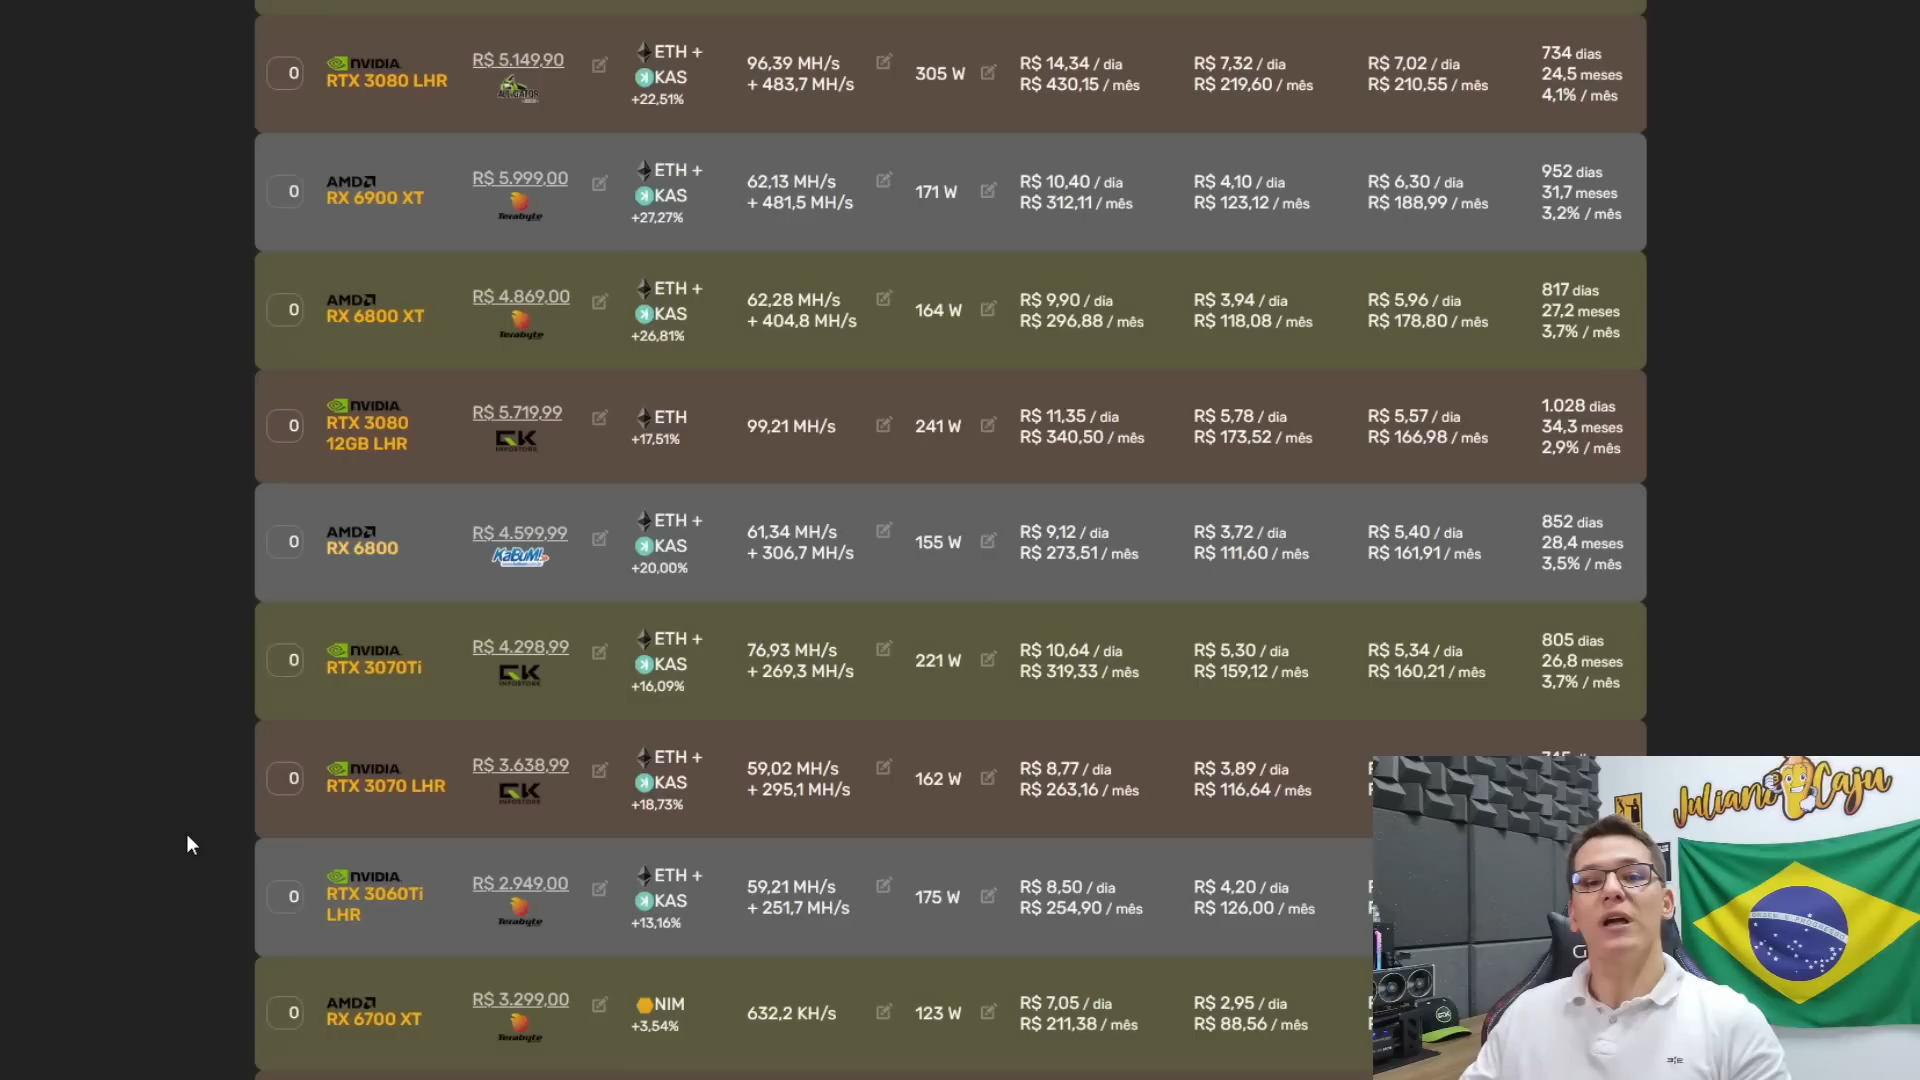 0
NVIDIA
RTX 3080 LHR
R$ 5.149,90
ALLIGATOR
ETH +
KAS
+22,51%
96,39 MH/s
+ 483,7 MH/s
305 W
R$ 14,34 / dia
R$ 430,15 / mês
R$ 7,32 / dia
R$ 219,60 / mês
R$ 7,02 / dia
R$ 210,55 / mês
734 dias
24,5 meses
4,1% / mês
0
AMD
RX 6900 XT
R$ 5.999,00
Terabyte
ETH +
KAS
+27,27%
62,13 MH/s
+ 481,5 MH/s
171 W
R$ 10,40 / dia
R$ 312,11 / mês
R$ 4,10 / dia
R$ 123,12 / mês
R$ 6,30 / dia
R$ 188,99 / mês
952 dias
31,7 meses
3,2% / mês
0
AMD
RX 6800 XT
R$ 4.869,00
Terabyte
ETH +
KAS
+26,81%
62,28 MH/s
+ 404,8 MH/s
164 W
R$ 9,90 / dia
R$ 296,88 / mês
R$ 3,94 / dia
R$ 118,08 / mês
R$ 5,96 / dia
R$ 178,80 / mês
817 dias
27,2 meses
3,7% / mês
0
NVIDIA
RTX 3080
12GB LHR
R$ 5.719,99
GK
INFOSTORE
ETH
+17,51%
99,21 MH/s
241 W
R$ 11,35 / dia
R$ 340,50 / mês
R$ 5,78 / dia
R$ 173,52 / mês
R$ 5,57 / dia
R$ 166,98 / mês
1.028 dias
34,3 meses
2,9% / mês
0
AMD
RX 6800
R$ 4.599,99
KaBuM!
ETH +
KAS
+20,00%
61,34 MH/s
+ 306,7 MH/s
155 W
R$ 9,12 / dia
R$ 273,51 / mês
R$ 3,72 / dia
R$ 111,60 / mês
R$ 5,40 / dia
R$ 161,91 / mês
852 dias
28,4 meses
3,5% / mês
0
NVIDIA
RTX 3070Ti
R$ 4.298,99
GK
INFOSTORE
ETH +
KAS
+16,09%
76,93 MH/s
+ 269,3 MH/s
221 W
R$ 10,64 / dia
R$ 319,33 / mês
R$ 5,30 / dia
R$ 159,12 / mês
R$ 5,34 / dia
R$ 160,21 / mês
805 dias
26,8 meses
3,7% / mês
0
NVIDIA
RTX 3070 LHR
R$ 3.638,99
GK
INFOSTORE
ETH +
KAS
+18,73%
59,02 MH/s
+ 295,1 MH/s
162 W
R$ 8,77 / dia
R$ 263,16 / mês
R$ 3,89 / dia
R$ 116,64 / mês
0
NVIDIA
RTX 3060Ti
LHR
R$ 2.949,00
Terabyte
ETH +
KAS
+13,16%
59,21 MH/s
+ 251,7 MH/s
175 W
R$ 8,50 / dia
R$ 254,90 / mês
R$ 4,20 / dia
R$ 126,00 / mês
0
AMD
RX 6700 XT
R$ 3.299,00
Terabyte
NIM
+3,54%
632,2 KH/s
123 W
R$ 7,05 / dia
R$ 211,38 / mês
R$ 2,95 / dia
R$ 88,56 / mês
Juliano Caju
ORDEM E PROGRESSO